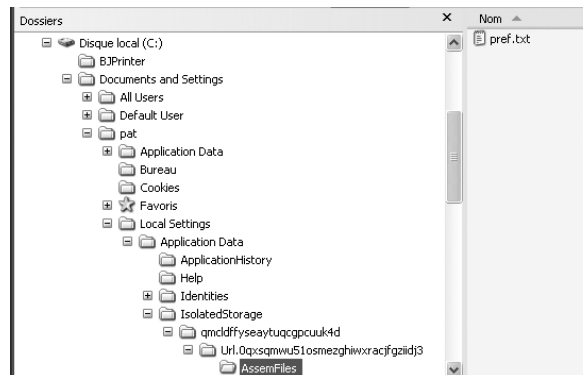 Dossiers
Disque local (C:)
BJPrinter
Documents and Settings
All Users
Default User
pat
Application Data
Bureau
Cookies
Favoris
Local Settings
Application Data
ApplicationHistory
Help
Identities
IsolatedStorage
qmcldffyseaytuqcgpcuuk4d
Url.0qxsqmwu51osmezghiwxracjfgziidj3
AssemFiles
Nom
pref.txt